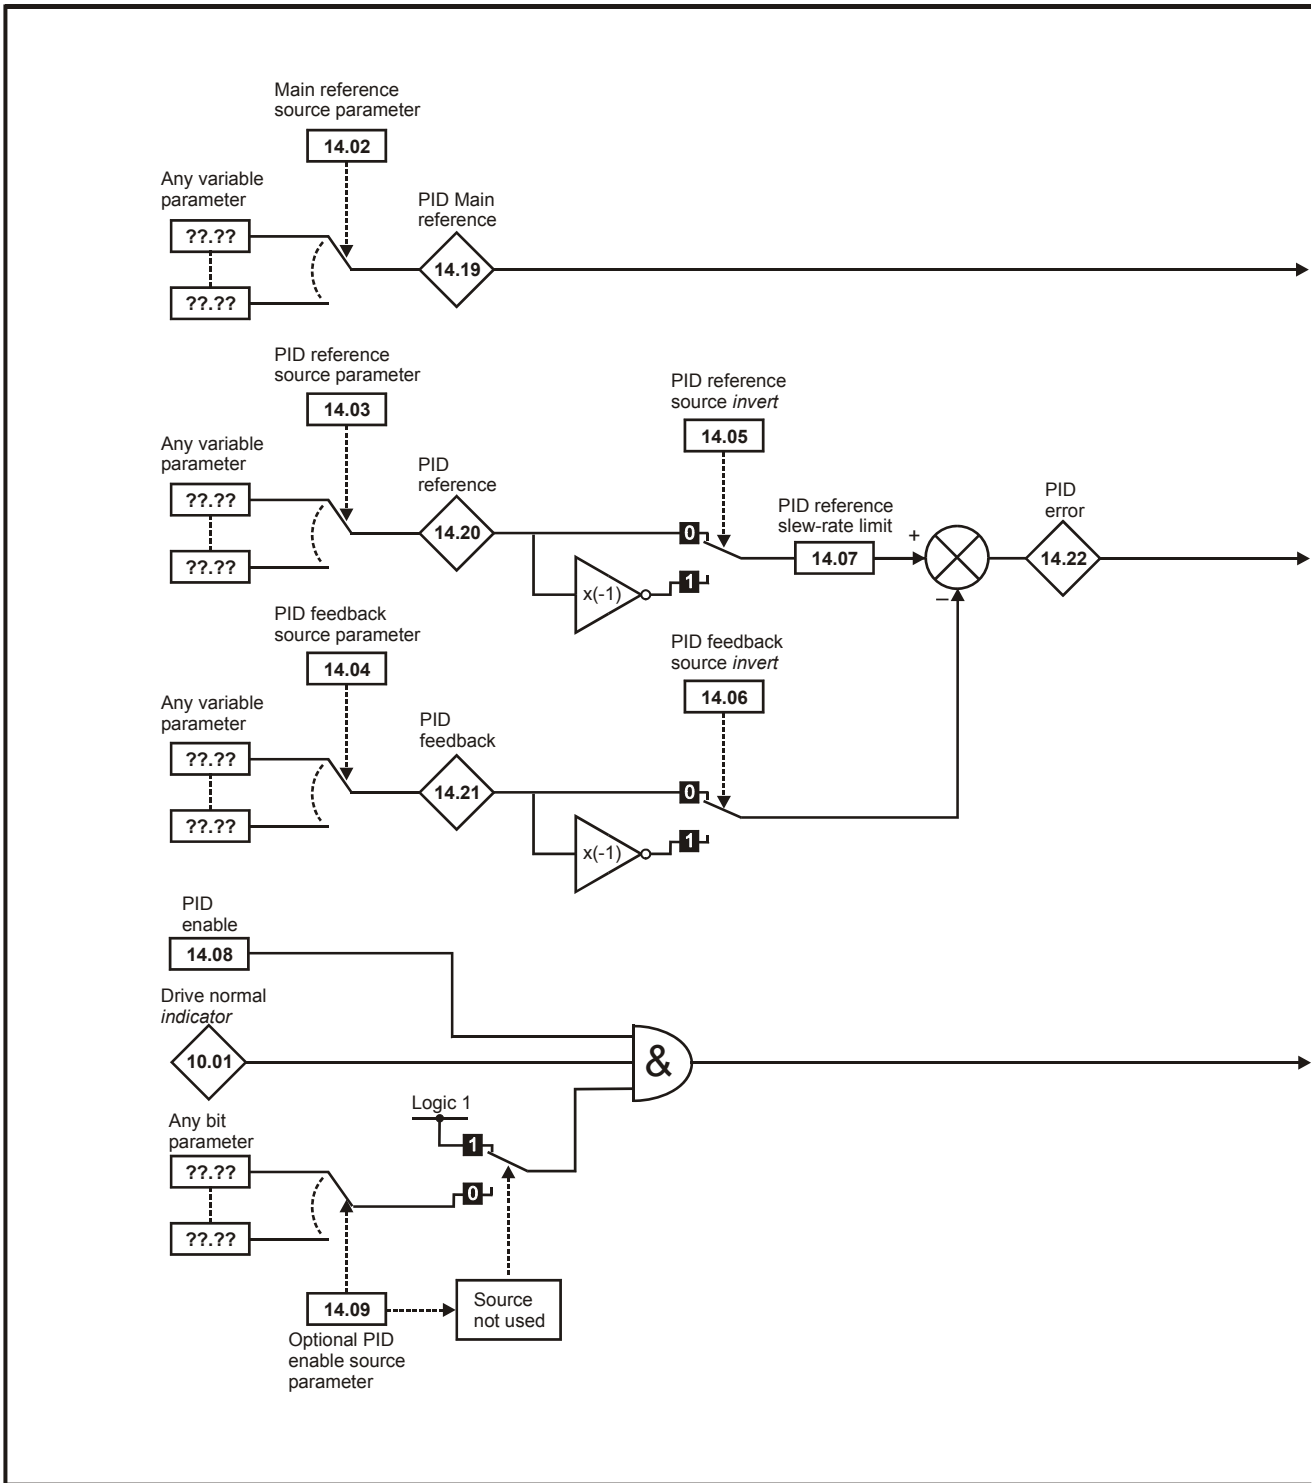 Main reference
source parameter
14.02
Any variable
parameter
??.??
??.??
PID Main
reference
14.19
PID reference
source parameter
14.03
Any variable
parameter
??.??
??.??
PID
reference
14.20
x(-1)
0
1
PID reference
source invert
14.05
PID reference
slew-rate limit
14.07
+
–
PID
error
14.22
PID feedback
source parameter
14.04
Any variable
parameter
??.??
??.??
PID
feedback
14.21
x(-1)
0
1
PID feedback
source invert
14.06
PID
enable
14.08
Drive normal
indicator
10.01
&
Logic 1
1
0
Any bit
parameter
??.??
??.??
14.09
Optional PID
enable source
parameter
Source
not used